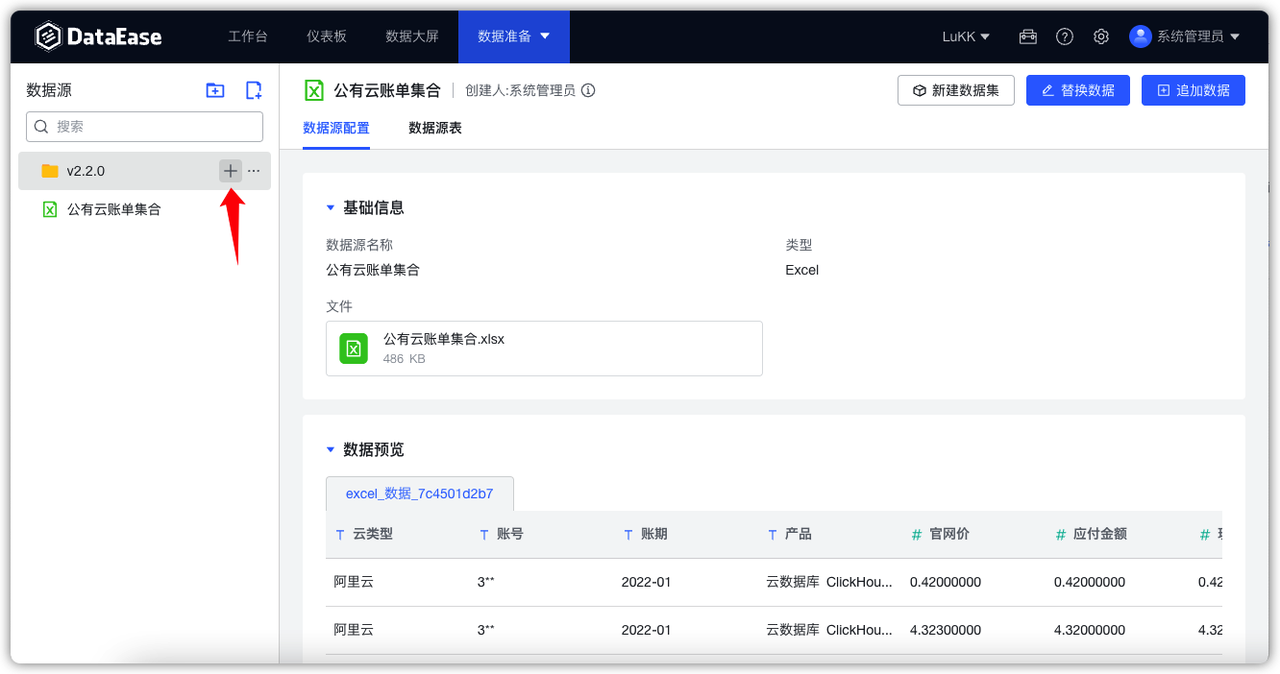 DataEase 工作台 仪表板 数据大屏 数据准备 LuKK 系统管理员
数据源
搜索
v2.2.0
公有云账单集合
公有云账单集合 创建人:系统管理员 新建数据集 替换数据 追加数据
数据源配置 数据源表
基础信息
数据源名称 类型
公有云账单集合 Excel
文件
公有云账单集合.xlsx
486 KB
数据预览
excel_数据_7c4501d2b7
T 云类型 T 账号 T 账期 T 产品 # 官网价 # 应付金额 #
阿里云 3** 2022-01 云数据库 ClickHou... 0.42000000 0.42000000 0.42
阿里云 3** 2022-01 云数据库 ClickHou... 4.32300000 4.32000000 4.32